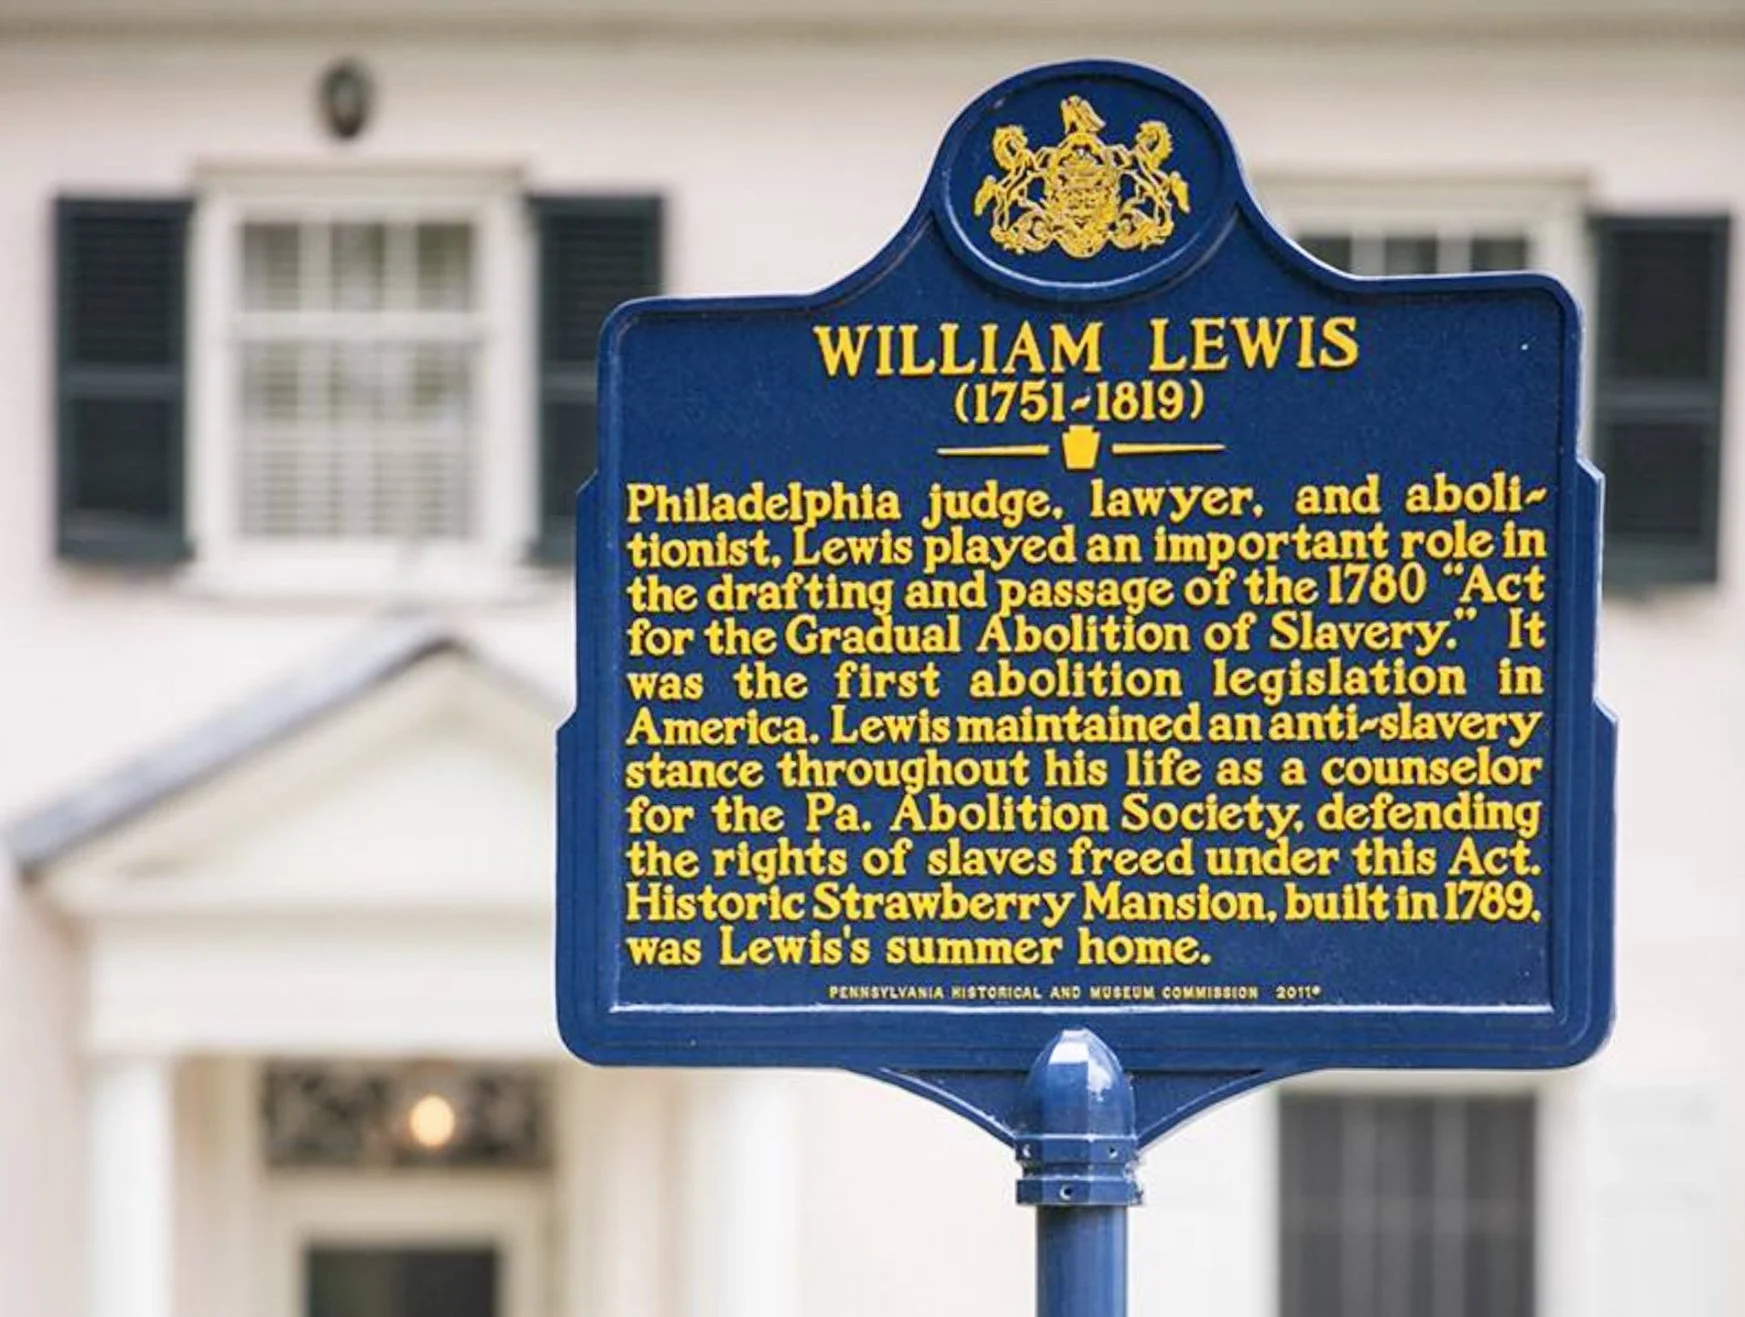 WILLIAM LEWIS
(1751-1819)
Philadelphia judge, lawyer, and aboli-
tionist, Lewis played an important role in
the drafting and passage of the 1780 "Act
for the Gradual Abolition of Slavery." It
was the first abolition legislation in
America. Lewis maintained an anti-slavery
stance throughout his life as a counselor
for the Pa. Abolition Society, defending
the rights of slaves freed under this Act.
Historic Strawberry Mansion, built in 1789,
was Lewis's summer home.
PENNSYLVANIA HISTORICAL AND MUSEUM COMMISSION 2011®